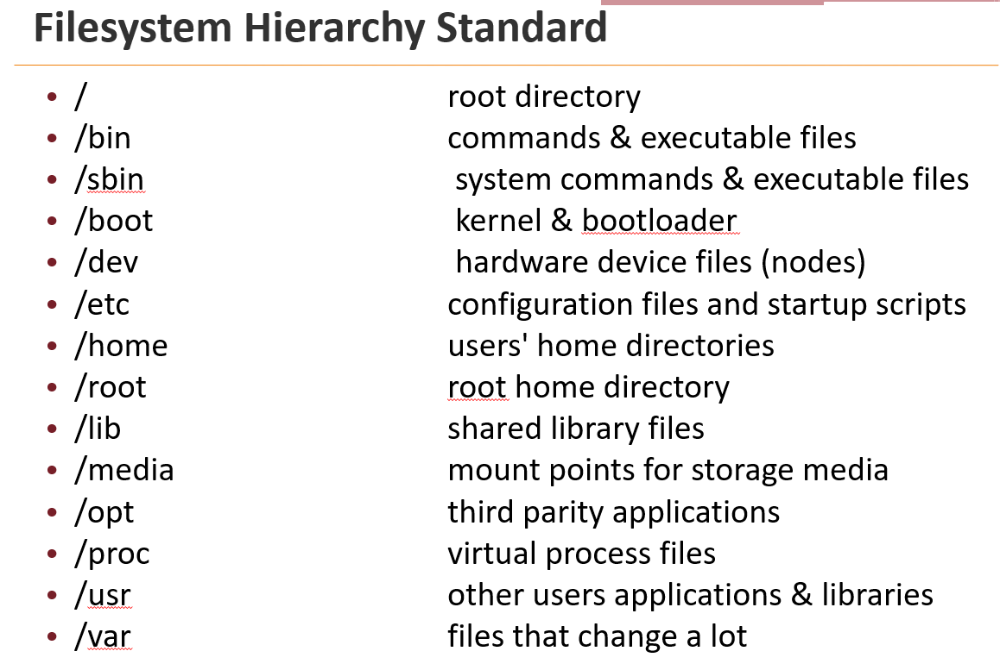 Filesystem Hierarchy Standard
• / root directory
• /bin commands & executable files
• /sbin system commands & executable files
• /boot kernel & bootloader
• /dev hardware device files (nodes)
• /etc configuration files and startup scripts
• /home users' home directories
• /root root home directory
• /lib shared library files
• /media mount points for storage media
• /opt third parity applications
• /proc virtual process files
• /usr other users applications & libraries
• /var files that change a lot